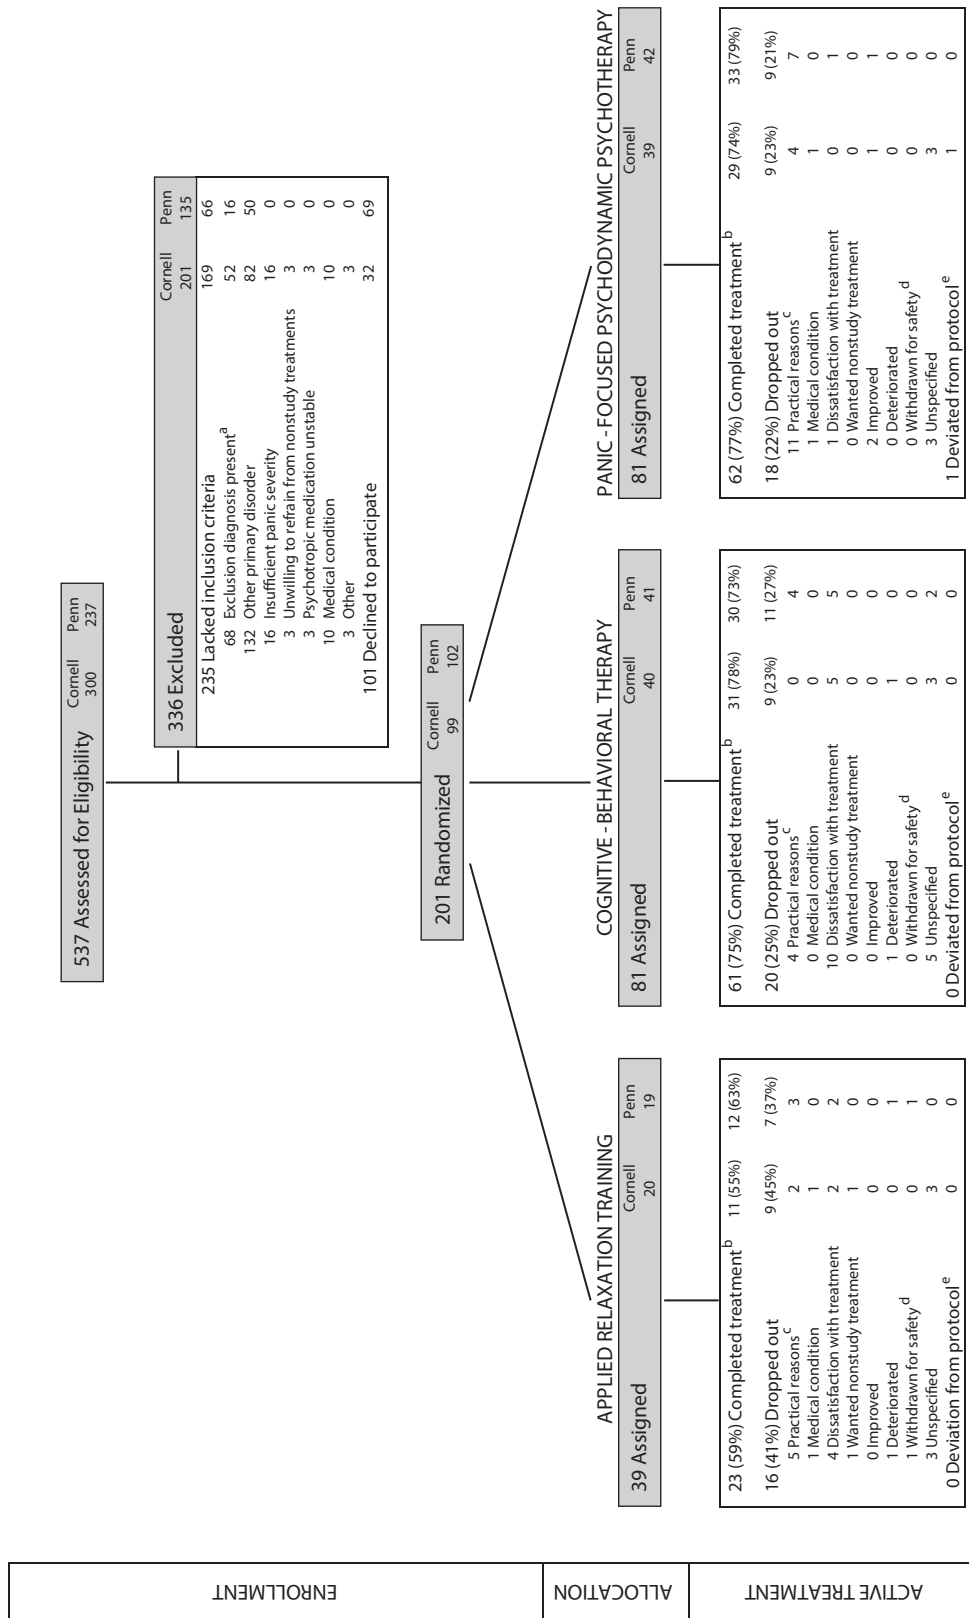 ENROLLMENT
ALLOCATION
ACTIVE TREATMENT
537 Assessed for Eligibility Cornell 300 Penn 237
336 Excluded Cornell 201 Penn 135
235 Lacked inclusion criteria 169 66
68 Exclusion diagnosis present a 52 16
132 Other primary disorder 82 50
16 Insufficient panic severity 16 0
3 Unwilling to refrain from nonstudy treatments 3 0
3 Psychotropic medication unstable 3 0
10 Medical condition 10 0
3 Other 3 0
101 Declined to participate 32 69
201 Randomized Cornell 99 Penn 102
APPLIED RELAXATION TRAINING
39 Assigned Cornell 20 Penn 19
23 (59%) Completed treatment b 11 (55%) 12 (63%)
16 (41%) Dropped out 9 (45%) 7 (37%)
5 Practical reasons c 2 3
1 Medical condition 1 0
4 Dissatisfaction with treatment 2 2
1 Wanted nonstudy treatment 1 0
0 Improved 0 0
1 Deteriorated 0 1
1 Withdrawn for safety d 0 1
3 Unspecified 3 0
0 Deviation from protocol e 0 0
COGNITIVE - BEHAVIORAL THERAPY
81 Assigned Cornell 40 Penn 41
61 (75%) Completed treatment b 31 (78%) 30 (73%)
20 (25%) Dropped out 9 (23%) 11 (27%)
4 Practical reasons c 0 4
0 Medical condition 0 0
10 Dissatisfaction with treatment 5 5
0 Wanted nonstudy treatment 0 0
0 Improved 0 0
1 Deteriorated 1 0
0 Withdrawn for safety d 0 0
5 Unspecified 3 2
0 Deviated from protocol e 0 0
PANIC - FOCUSED PSYCHODYNAMIC PSYCHOTHERAPY
81 Assigned Cornell 39 Penn 42
62 (77%) Completed treatment b 29 (74%) 33 (79%)
18 (22%) Dropped out 9 (23%) 9 (21%)
11 Practical reasons c 4 7
1 Medical condition 1 0
1 Dissatisfaction with treatment 0 1
0 Wanted nonstudy treatment 0 0
2 Improved 1 1
0 Deteriorated 0 0
0 Withdrawn for safety d 0 0
3 Unspecified 3 0
1 Deviated from protocol e 1 0